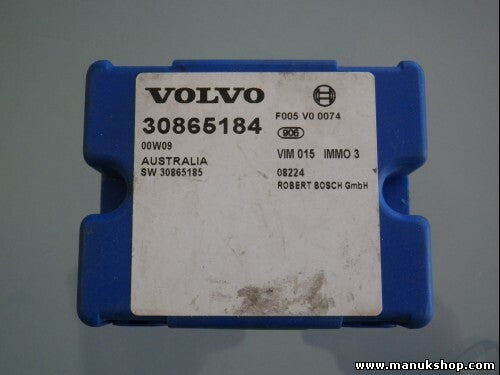 VOLVO
F005 V0 0074
30865184
906
00W09
VIM 015 IMMO 3
AUSTRALIA
SW 30865185
08224
ROBERT BOSCH GmbH
www.manukshop.com